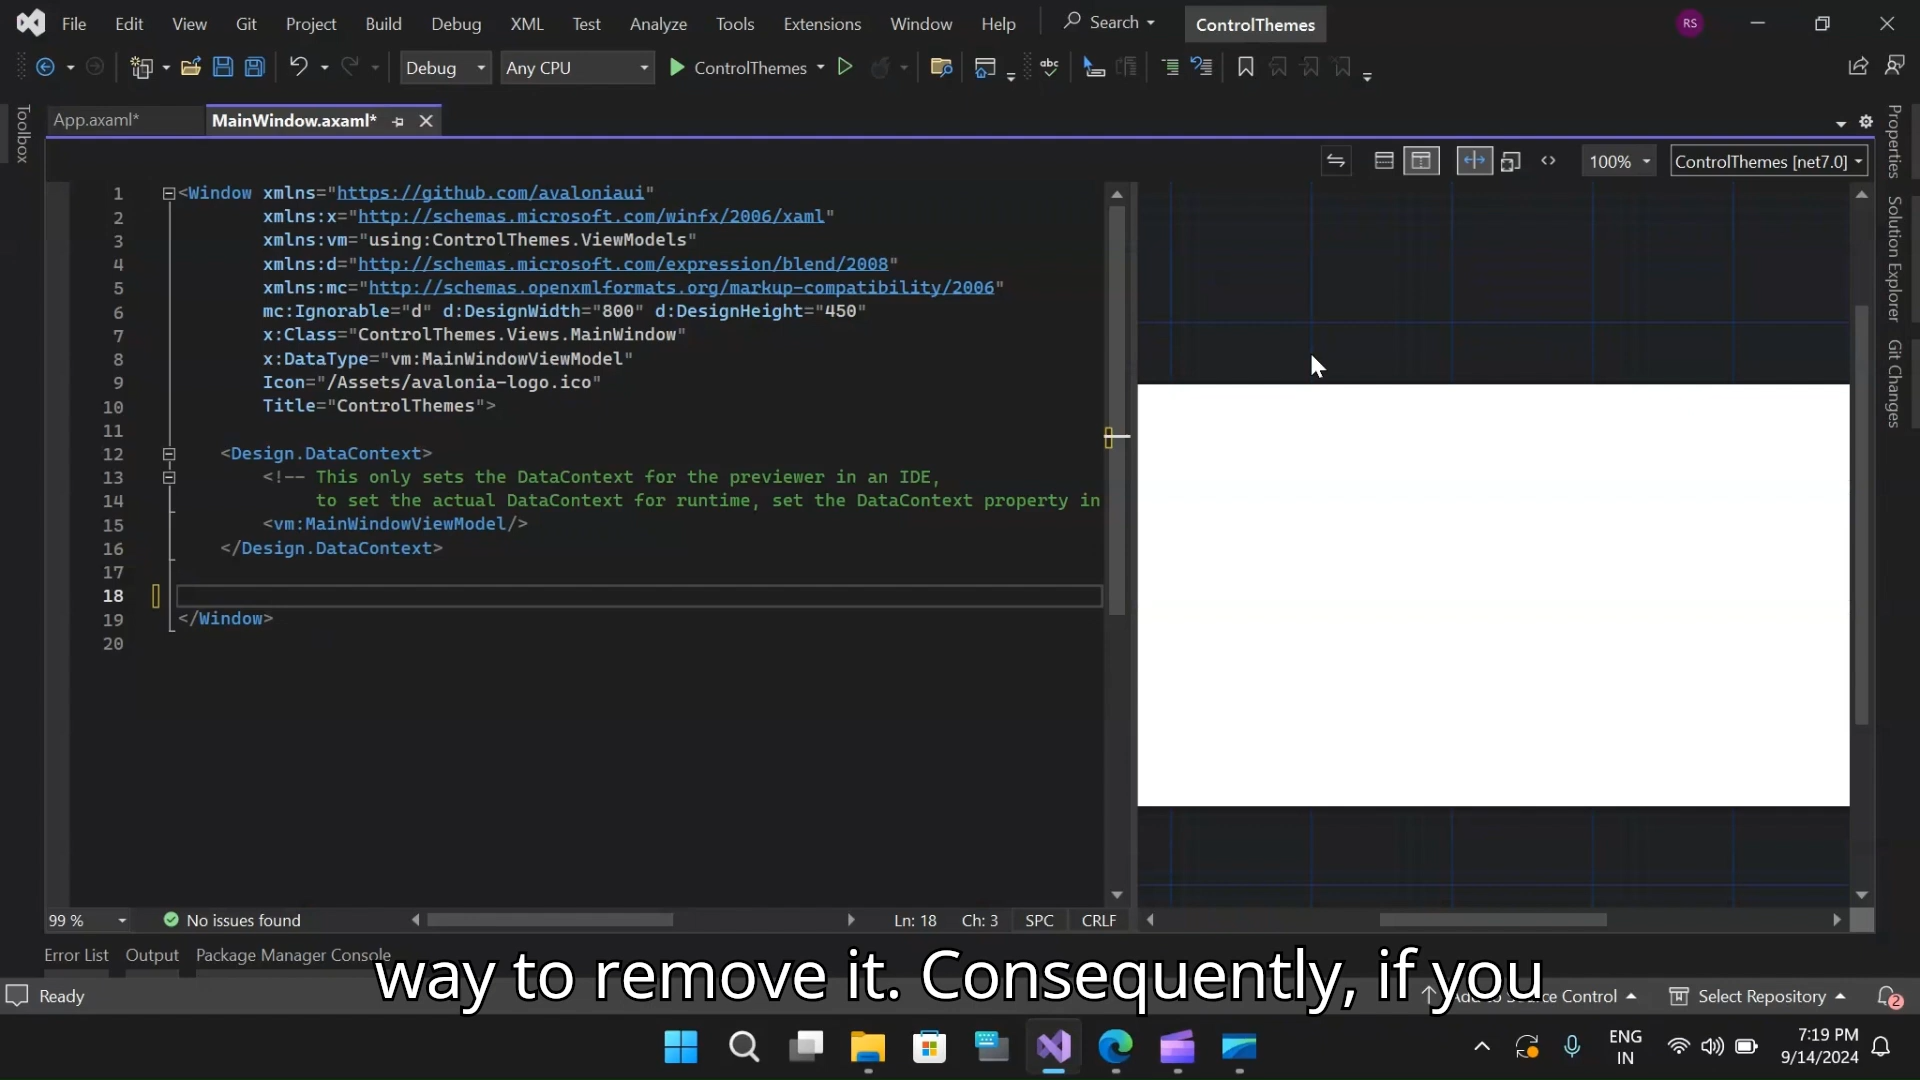 File Edit View Git Project Build Debug XML Test Analyze Tools Extensions Window Help Search ControlThemes RS
Debug Any CPU ControlThemes
Toolbox
App.axaml* MainWindow.axaml*
100% ControlThemes [net7.0]
1 <Window xmlns="https://github.com/avaloniaui"
2 xmlns:x="http://schemas.microsoft.com/winfx/2006/xaml"
3 xmlns:vm="using:ControlThemes.ViewModels"
4 xmlns:d="http://schemas.microsoft.com/expression/blend/2008"
5 xmlns:mc="http://schemas.openxmlformats.org/markup-compatibility/2006"
6 mc:Ignorable="d" d:DesignWidth="800" d:DesignHeight="450"
7 x:Class="ControlThemes.Views.MainWindow"
8 x:DataType="vm:MainWindowViewModel"
9 Icon="/Assets/avalonia-logo.ico"
10 Title="ControlThemes">
11
12 <Design.DataContext>
13 <!-- This only sets the DataContext for the previewer in an IDE,
14 to set the actual DataContext for runtime, set the DataContext property in
15 <vm:MainWindowViewModel/>
16 </Design.DataContext>
17
18
19 </Window>
20
Properties
Solution Explorer
Git Changes
99 % No issues found Ln: 18 Ch: 3 SPC CRLF
Error List Output Package Manager Console
way to remove it. Consequently, if you
Ready Add to Source Control Select Repository 2
ENG
IN
7:19 PM
9/14/2024